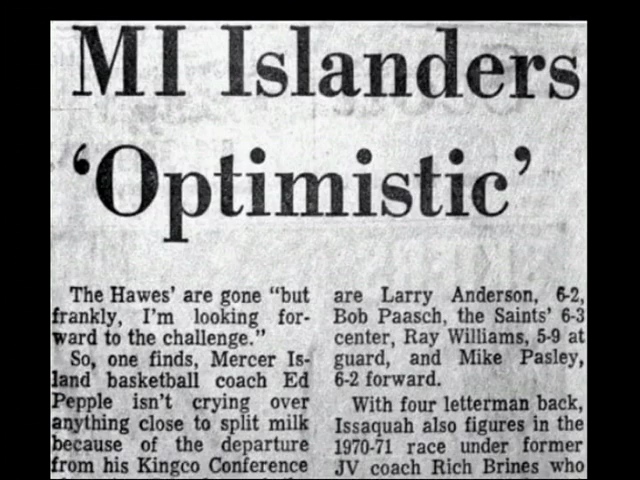 MI Islanders
‘Optimistic’
The Hawes’ are gone “but
frankly, I’m looking for-
ward to the challenge.”
So, one finds, Mercer Is-
land basketball coach Ed
Pepple isn’t crying over
anything close to split milk
because of the departure
from his Kingco Conference
are Larry Anderson, 6-2,
Bob Paasch, the Saints’ 6-3
center, Ray Williams, 5-9 at
guard, and Mike Pasley,
6-2 forward.
With four letterman back,
Issaquah also figures in the
1970-71 race under former
JV coach Rich Brines who